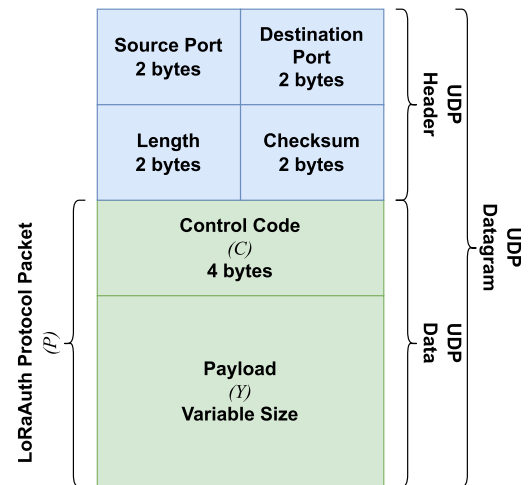 Source Port
2 bytes
Destination
Port
2 bytes
Length
2 bytes
Checksum
2 bytes
UDP
Header
Control Code
(C)
4 bytes
Payload
(Y)
Variable Size
UDP
Data
UDP
Datagram
LoRaAuth Protocol Packet
(P)